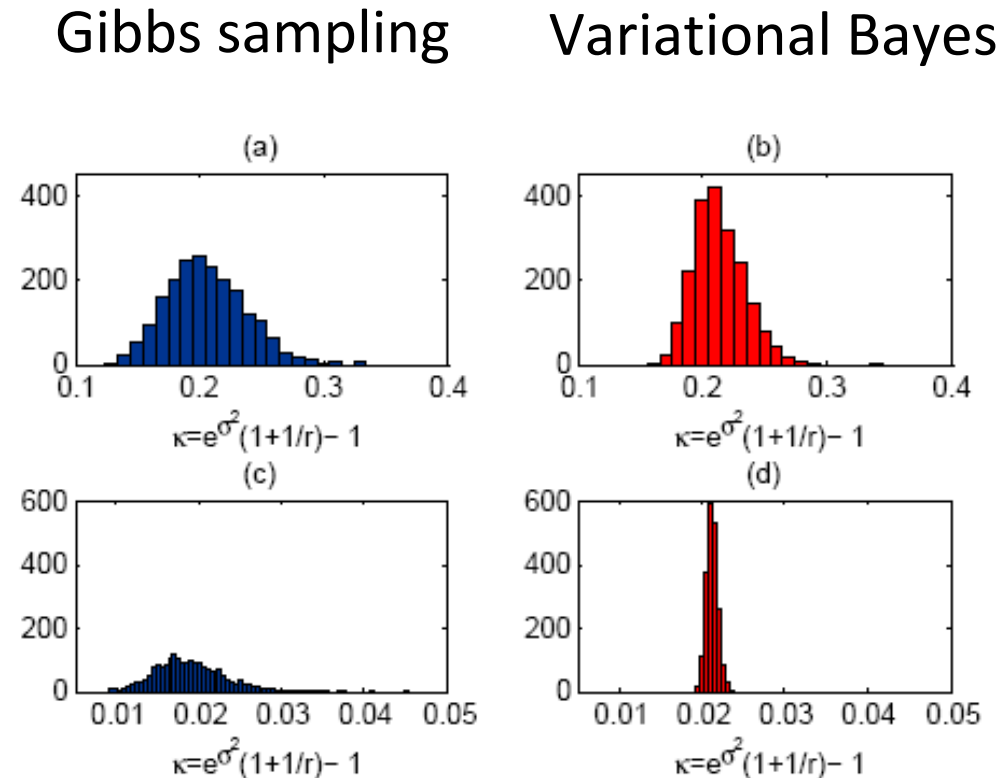 Gibbs sampling Variational Bayes
(a) (b)
400 400
200 200
0 0
0.1 0.2 0.3 0.4 0.1 0.2 0.3 0.4
κ=e^σ²(1+1/r)− 1 κ=e^σ²(1+1/r)− 1
(c) (d)
600 600
400 400
200 200
0 0
0.01 0.02 0.03 0.04 0.05 0.01 0.02 0.03 0.04 0.05
κ=e^σ²(1+1/r)− 1 κ=e^σ²(1+1/r)− 1